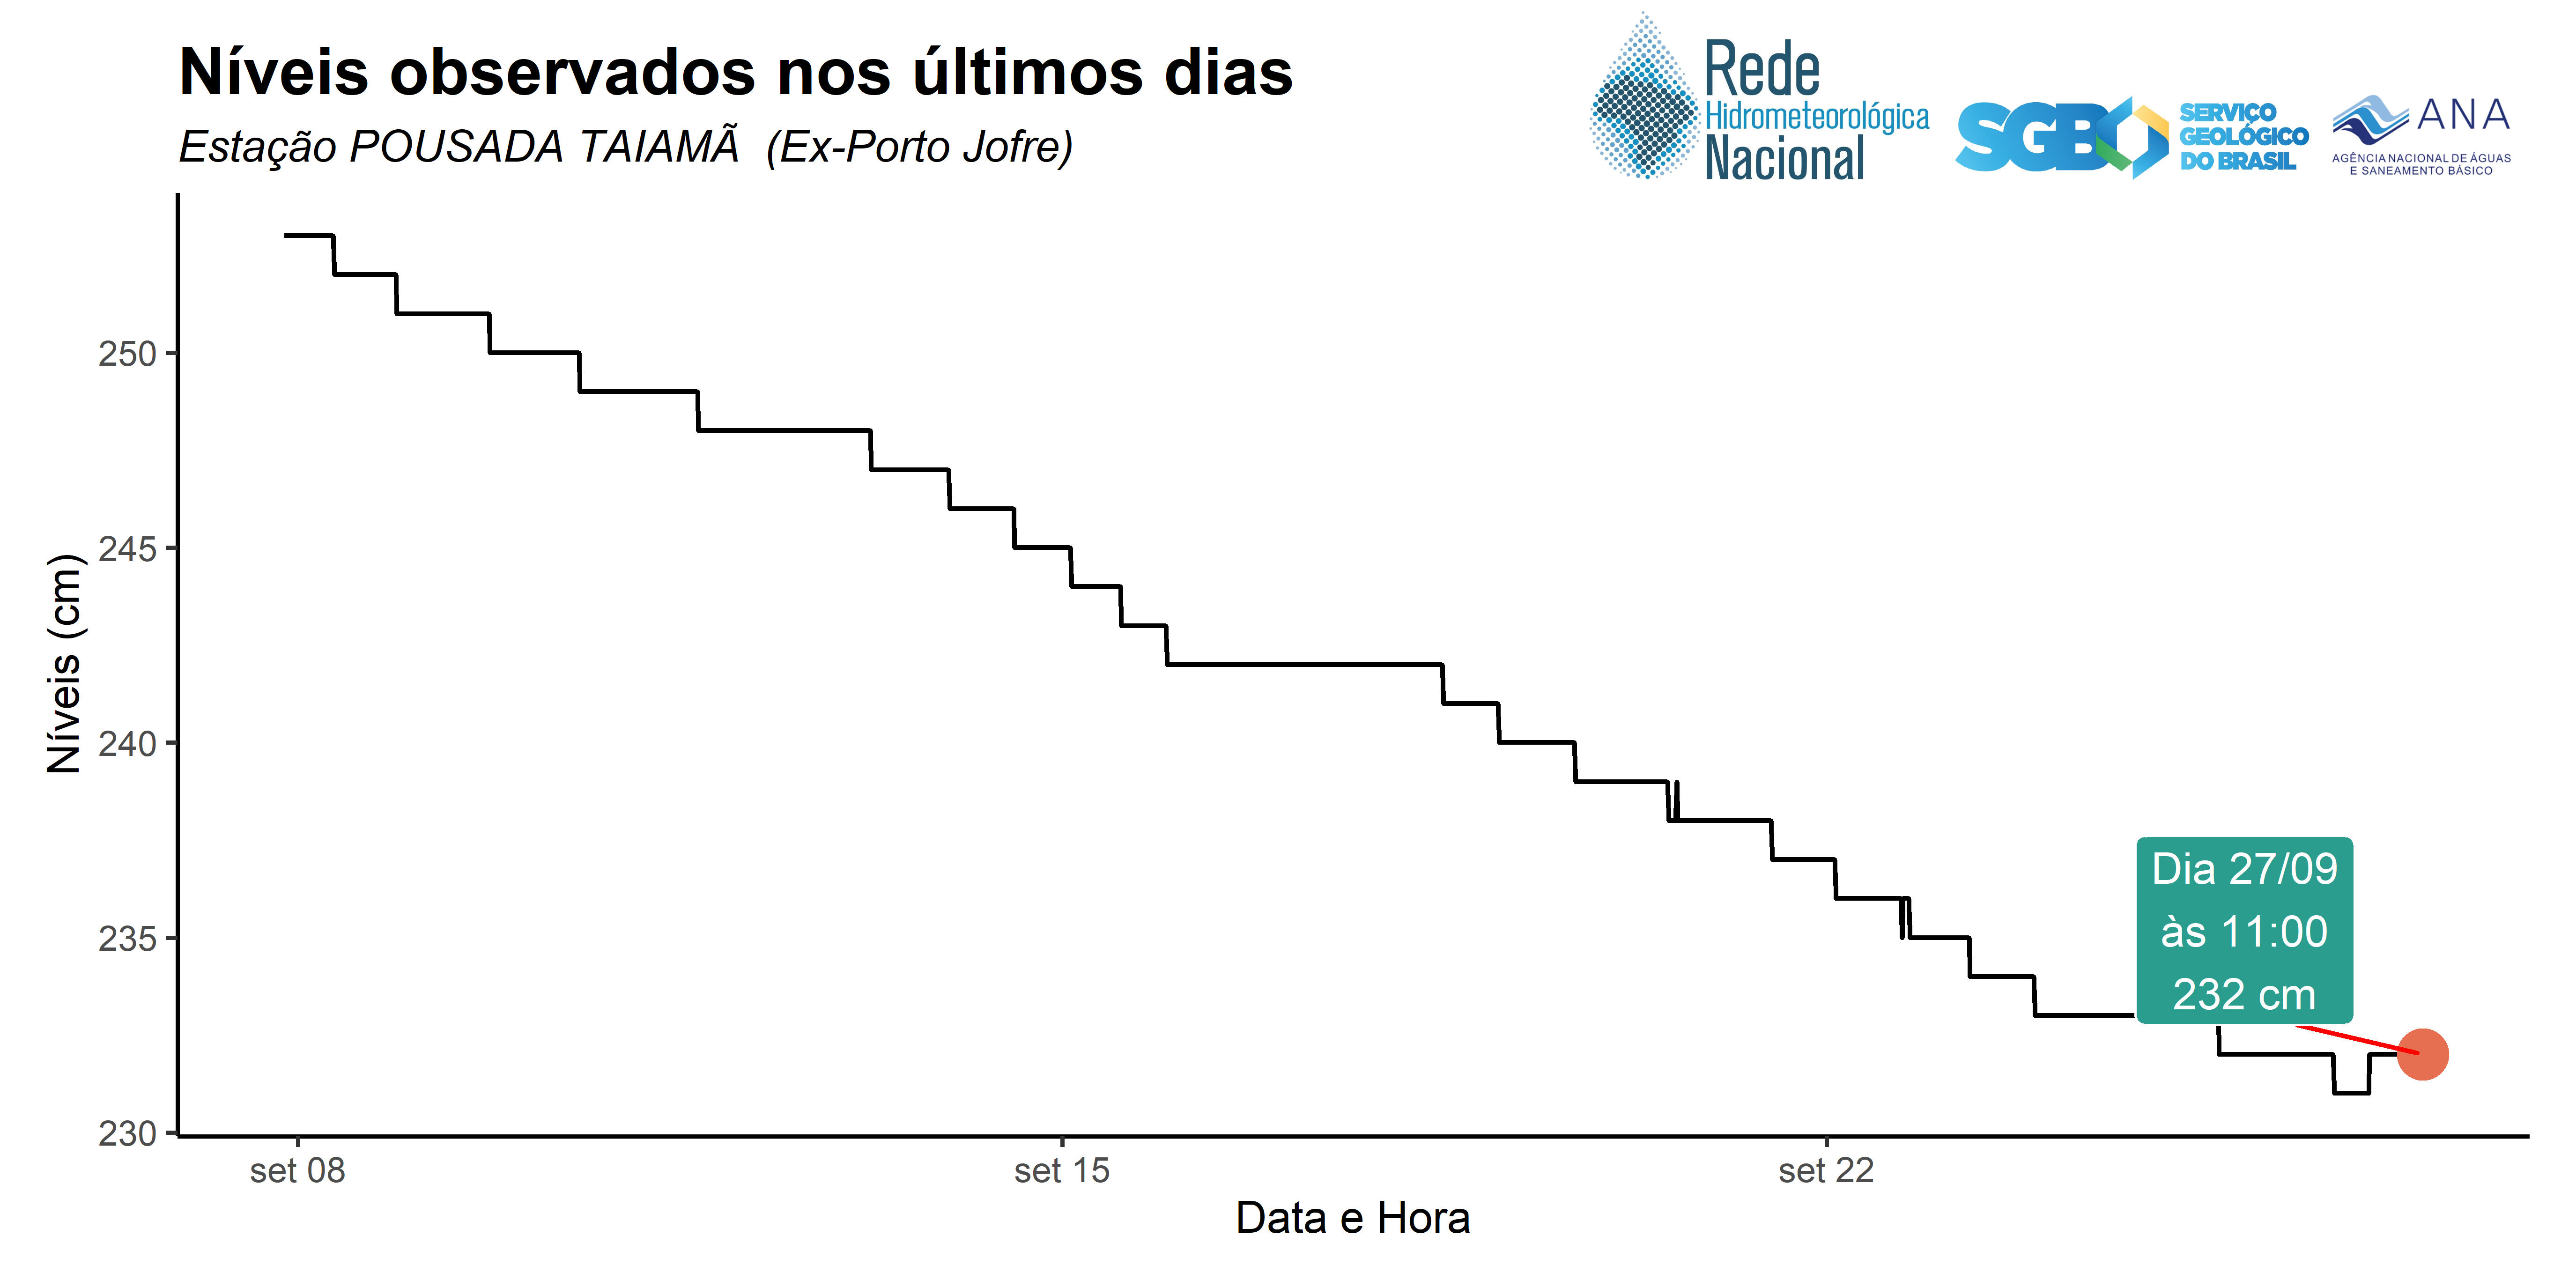 Níveis observados nos últimos dias
Estação POUSADA TAIAMÃ (Ex-Porto Jofre)
Rede
Hidrometeorológica
Nacional
SGB
SERVIÇO
GEOLÓGICO
DO BRASIL
ANA
AGÊNCIA NACIONAL DE ÁGUAS
E SANEAMENTO BÁSICO
Níveis (cm)
250
245
240
235
230
Dia 27/09
às 11:00
232 cm
set 08
set 15
set 22
Data e Hora